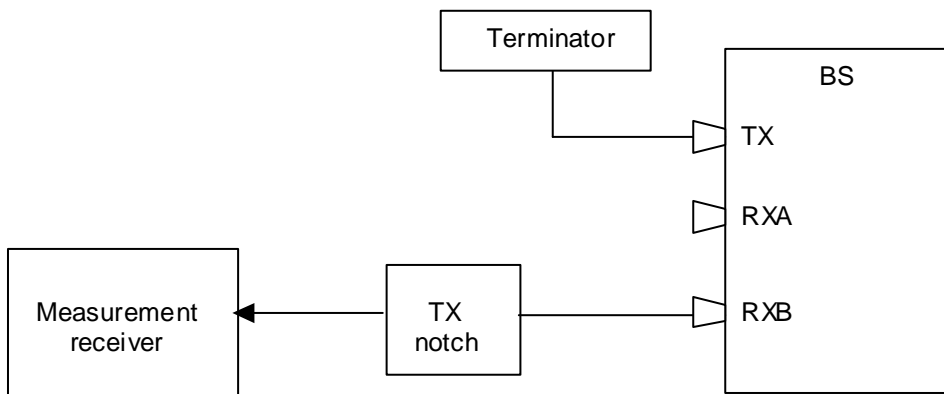 Terminator
BS
TX
RXA
RXB
Measurement
receiver
TX
notch